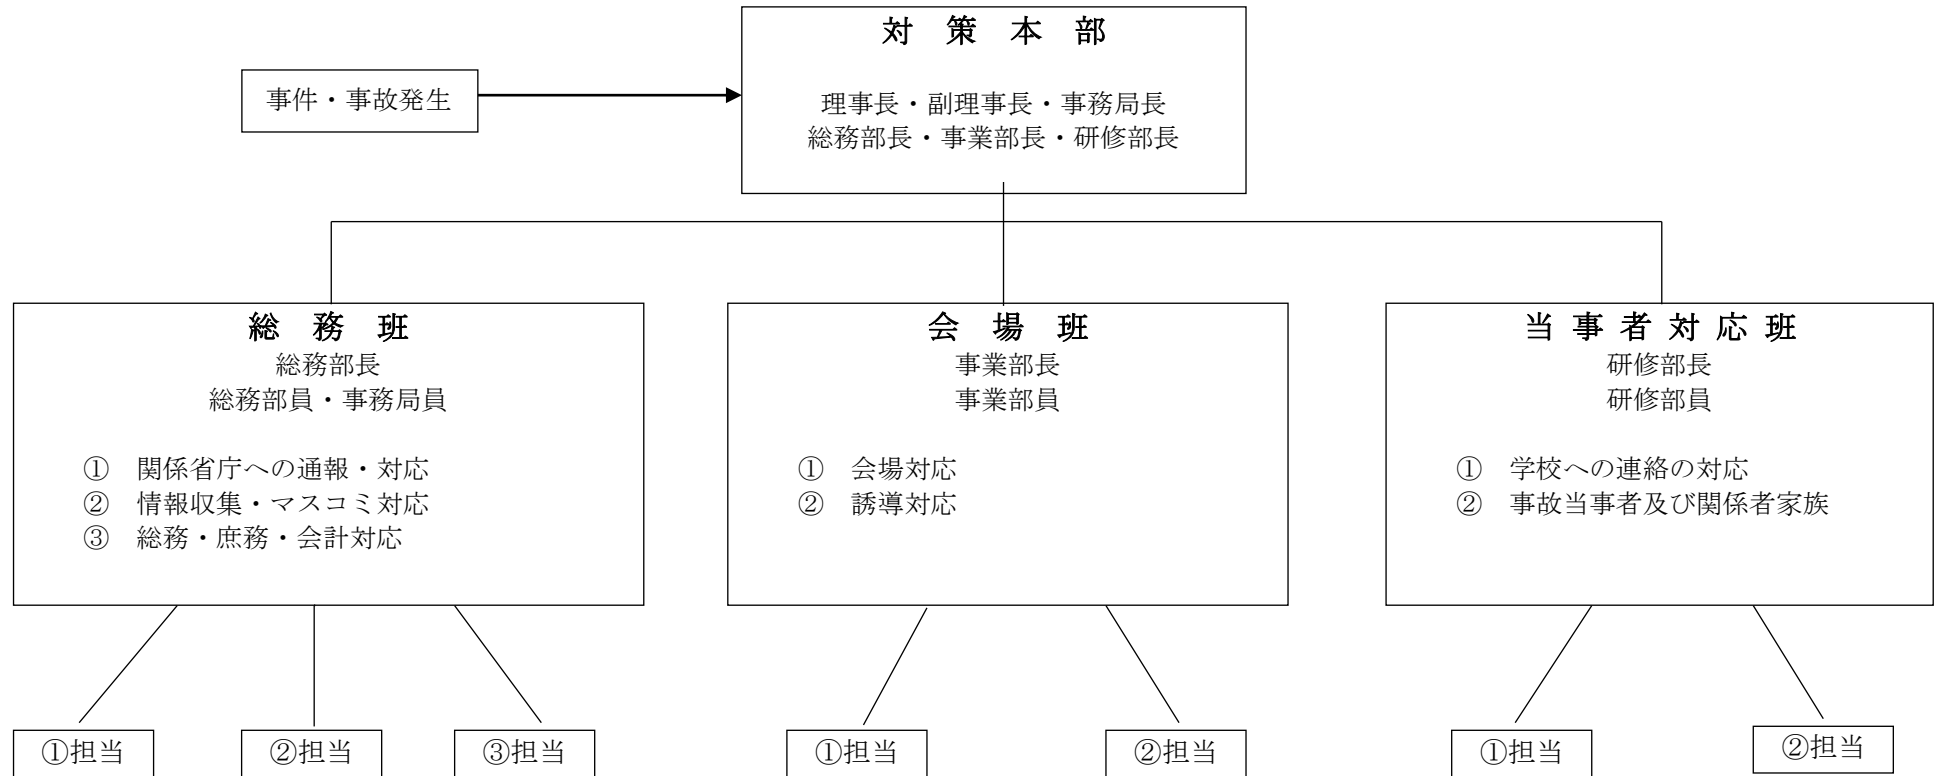 対策本部
事件・事故発生
理事長・副理事長・事務局長
総務部長・事業部長・研修部長
総務班
総務部長
総務部員・事務局員
① 関係省庁への通報・対応
② 情報収集・マスコミ対応
③ 総務・庶務・会計対応
会場班
事業部長
事業部員
① 会場対応
② 誘導対応
当事者対応班
研修部長
研修部員
① 学校への連絡の対応
② 事故当事者及び関係者家族
①担当
②担当
③担当
①担当
②担当
①担当
②担当